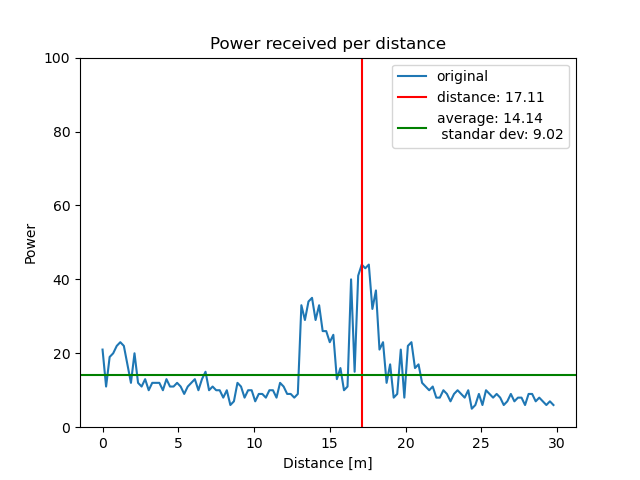 Power received per distance
original
distance: 17.11
average: 14.14
standar dev: 9.02
Power
100
80
60
40
20
0
0 5 10 15 20 25 30
Distance [m]